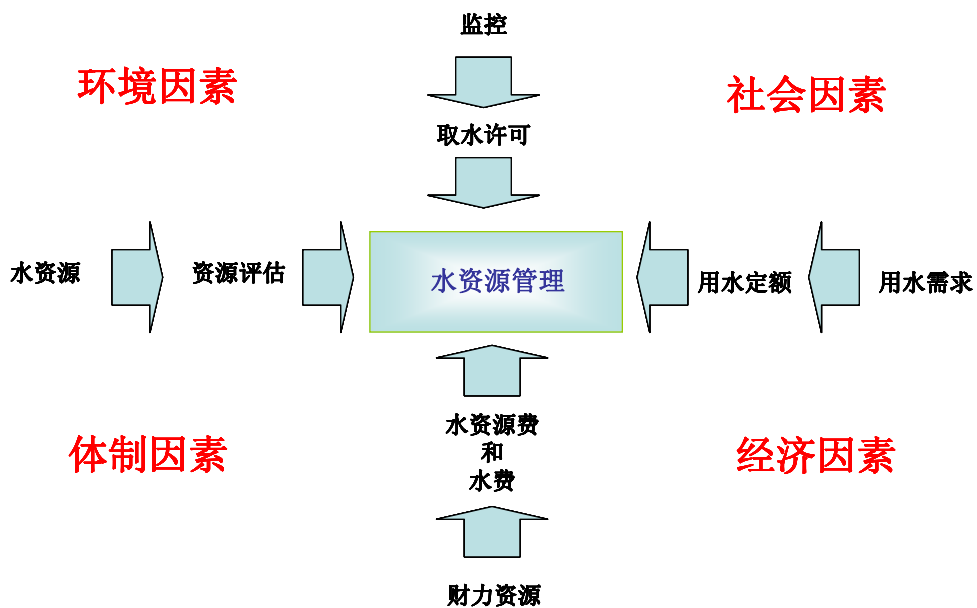 监控
环境因素
社会因素
取水许可
水资源
资源评估
水资源管理
用水定额
用水需求
水资源费
和
水费
体制因素
经济因素
财力资源